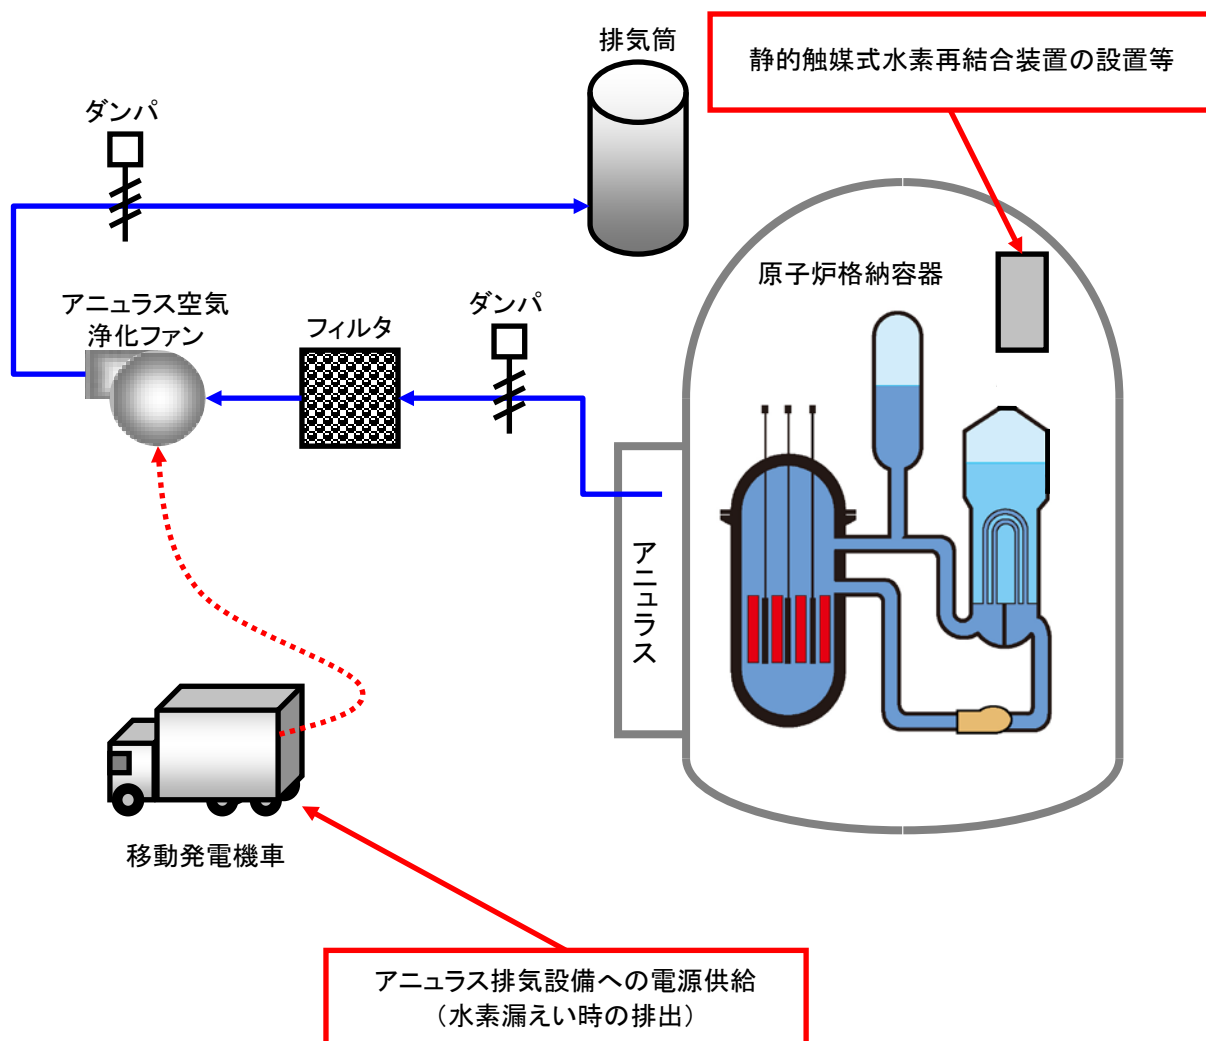 排気筒
静的触媒式水素再結合装置の設置等
ダンパ
原子炉格納容器
アニュラス空気
浄化ファン
フィルタ
ダンパ
アニュラス
移動発電機車
アニュラス排気設備への電源供給
（水素漏えい時の排出）